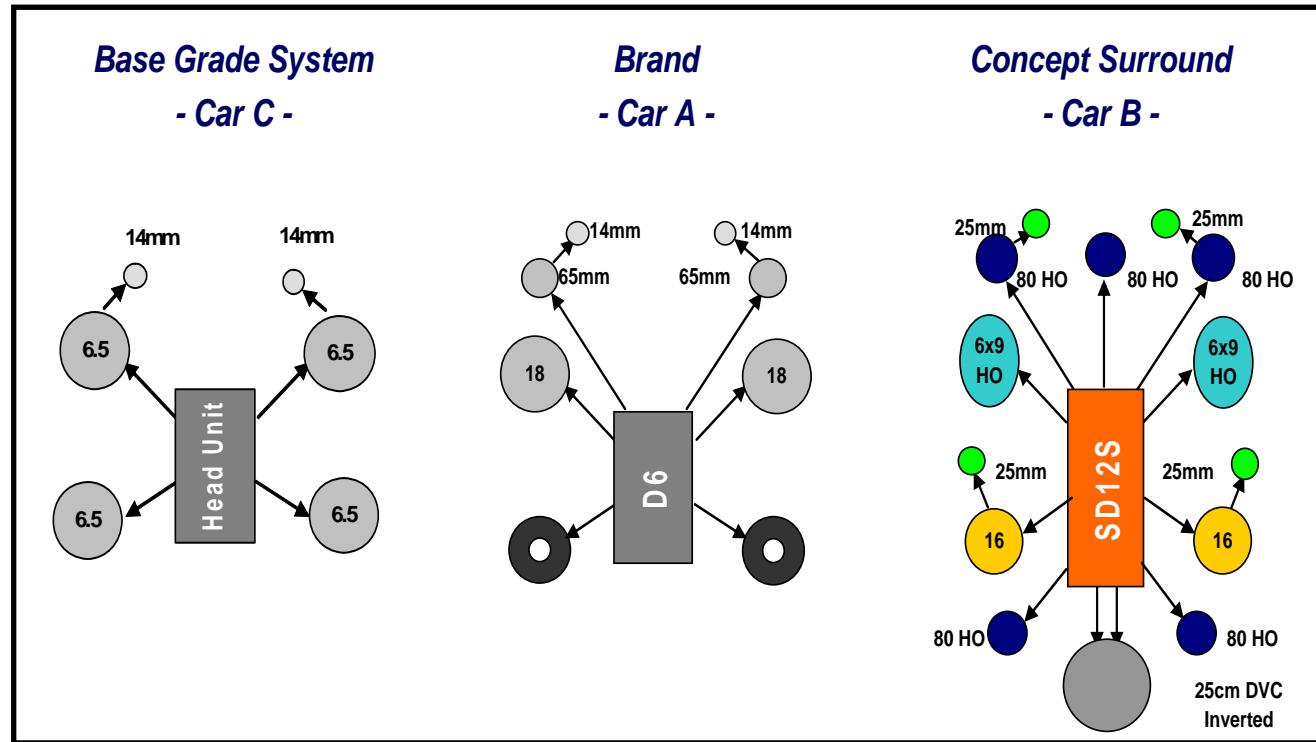 Base Grade System
- Car C -
14mm
14mm
6.5
6.5
Head Unit
6.5
6.5
Brand
- Car A -
14mm
14mm
65mm
65mm
18
18
D6
Concept Surround
- Car B -
25mm
25mm
80 HO
80 HO
80 HO
6x9
HO
6x9
HO
25mm
25mm
SD12S
16
16
80 HO
80 HO
25cm DVC
Inverted